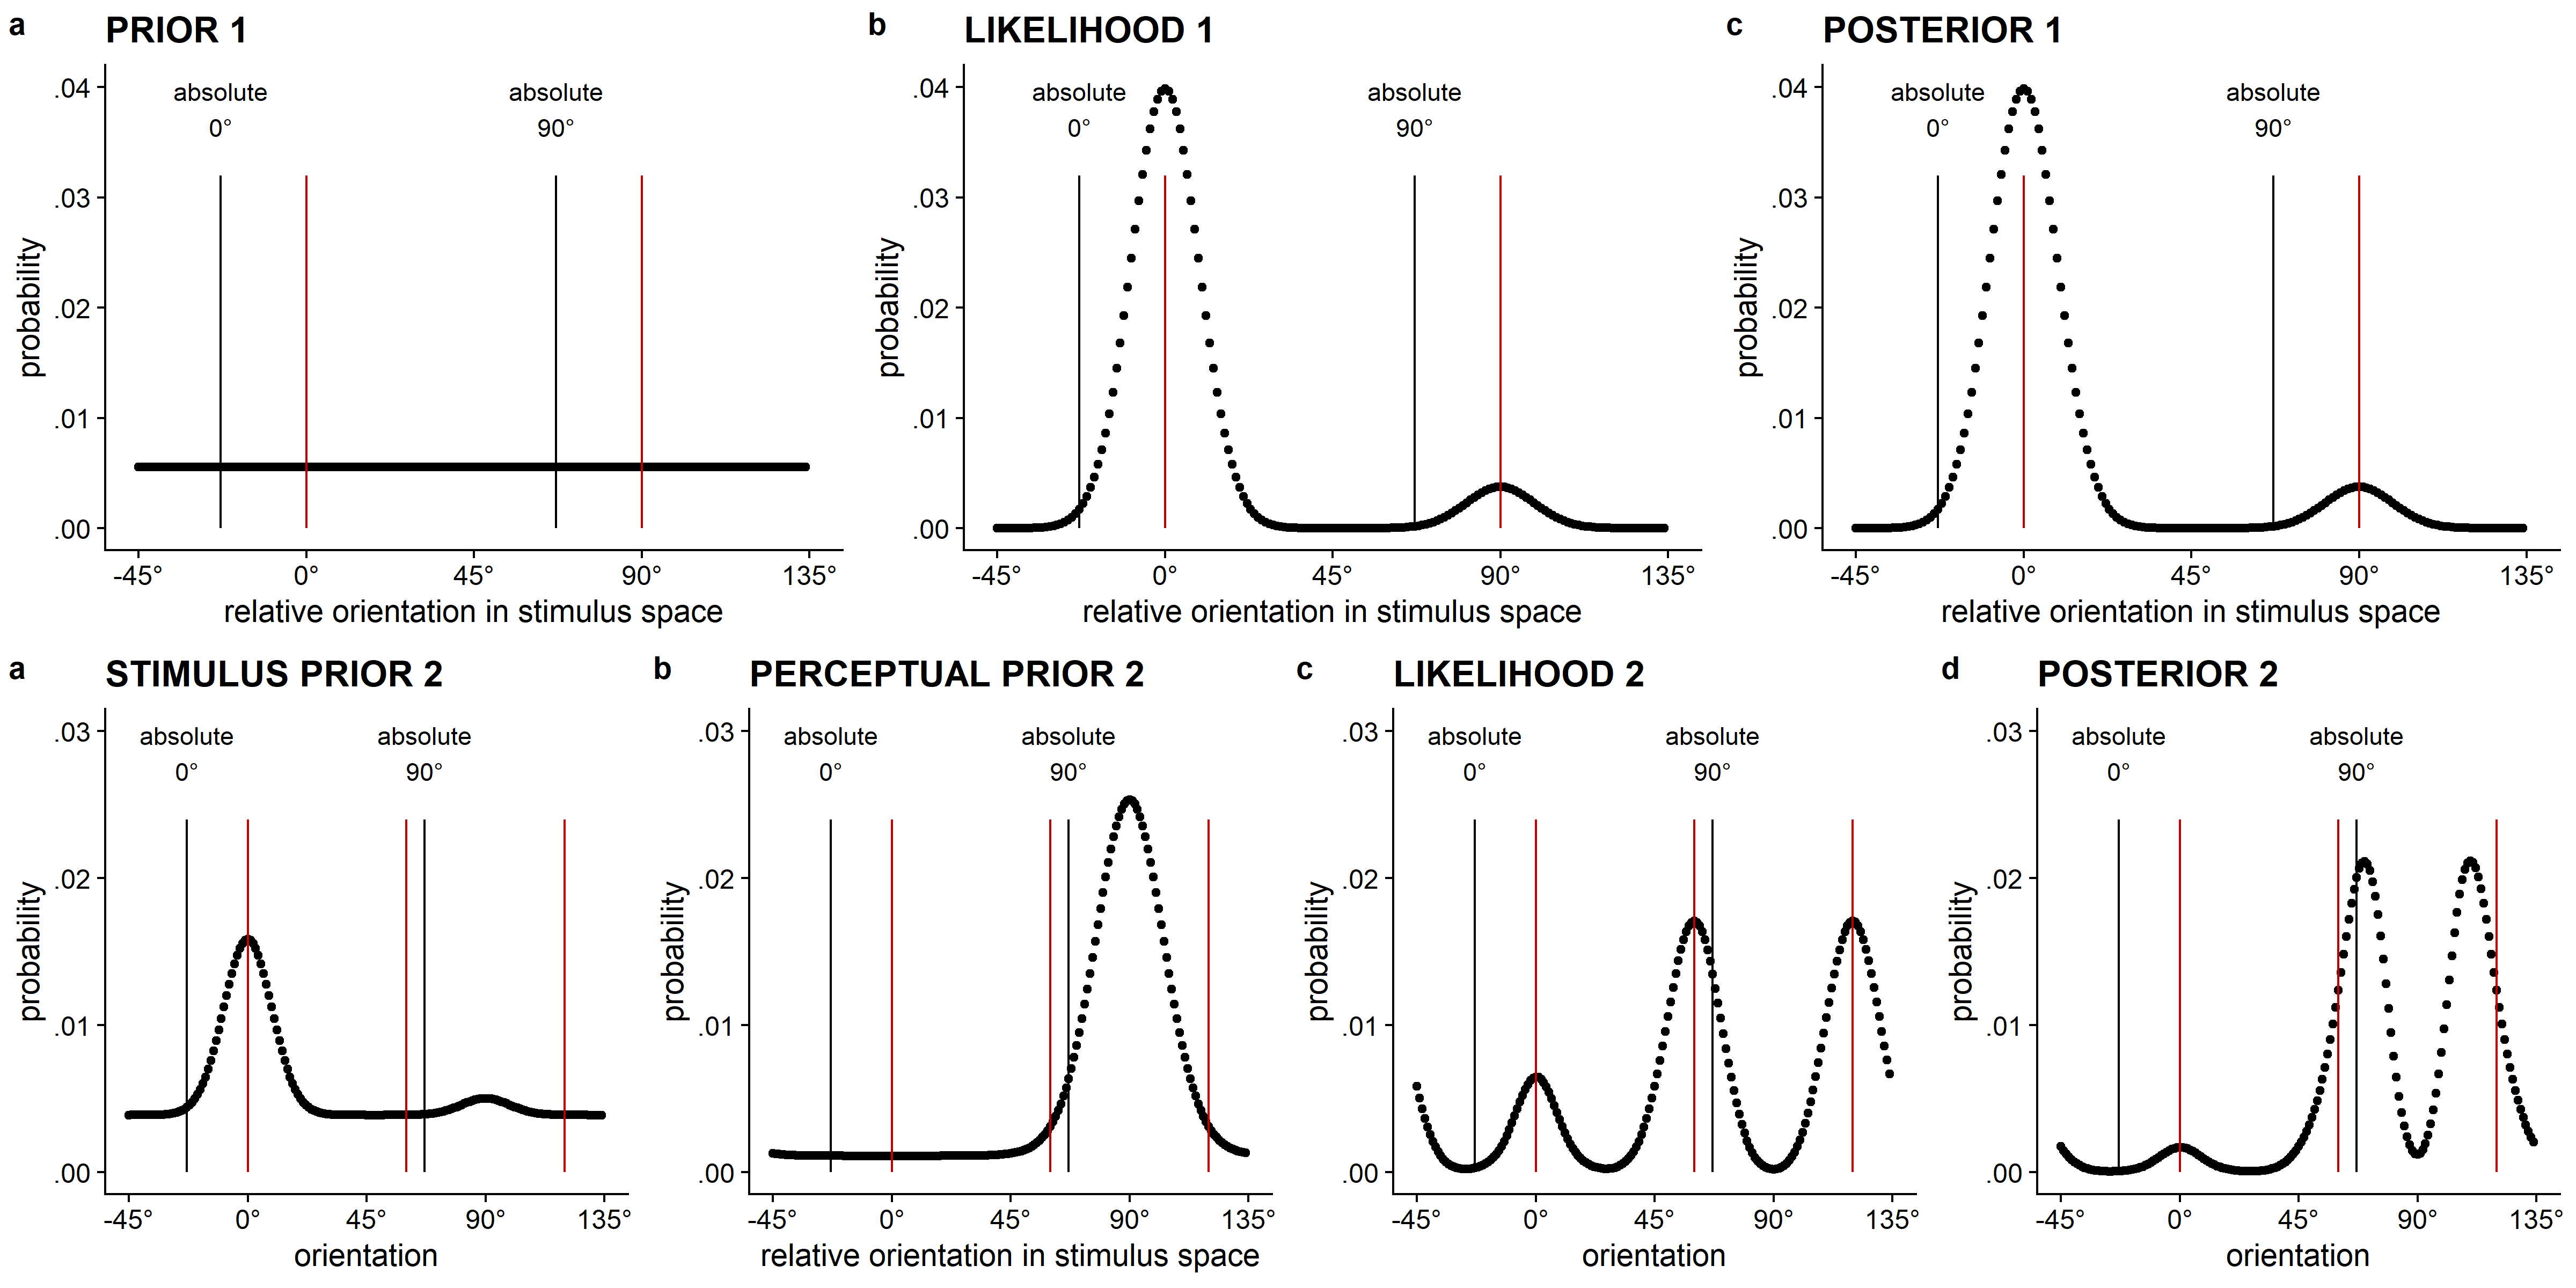 a PRIOR 1
.04
.03
.02
.01
.00
probability
absolute
0°
absolute
90°
-45° 0° 45° 90° 135°
relative orientation in stimulus space
b LIKELIHOOD 1
.04
.03
.02
.01
.00
probability
absolute
0°
absolute
90°
-45° 0° 45° 90° 135°
relative orientation in stimulus space
c POSTERIOR 1
.04
.03
.02
.01
.00
probability
absolute
0°
absolute
90°
-45° 0° 45° 90° 135°
relative orientation in stimulus space
a STIMULUS PRIOR 2
.03
.02
.01
.00
probability
absolute
0°
absolute
90°
-45° 0° 45° 90° 135°
orientation
b PERCEPTUAL PRIOR 2
.03
.02
.01
.00
probability
absolute
0°
absolute
90°
-45° 0° 45° 90° 135°
relative orientation in stimulus space
c LIKELIHOOD 2
.03
.02
.01
.00
probability
absolute
0°
absolute
90°
-45° 0° 45° 90° 135°
orientation
d POSTERIOR 2
.03
.02
.01
.00
probability
absolute
0°
absolute
90°
-45° 0° 45° 90° 135°
orientation